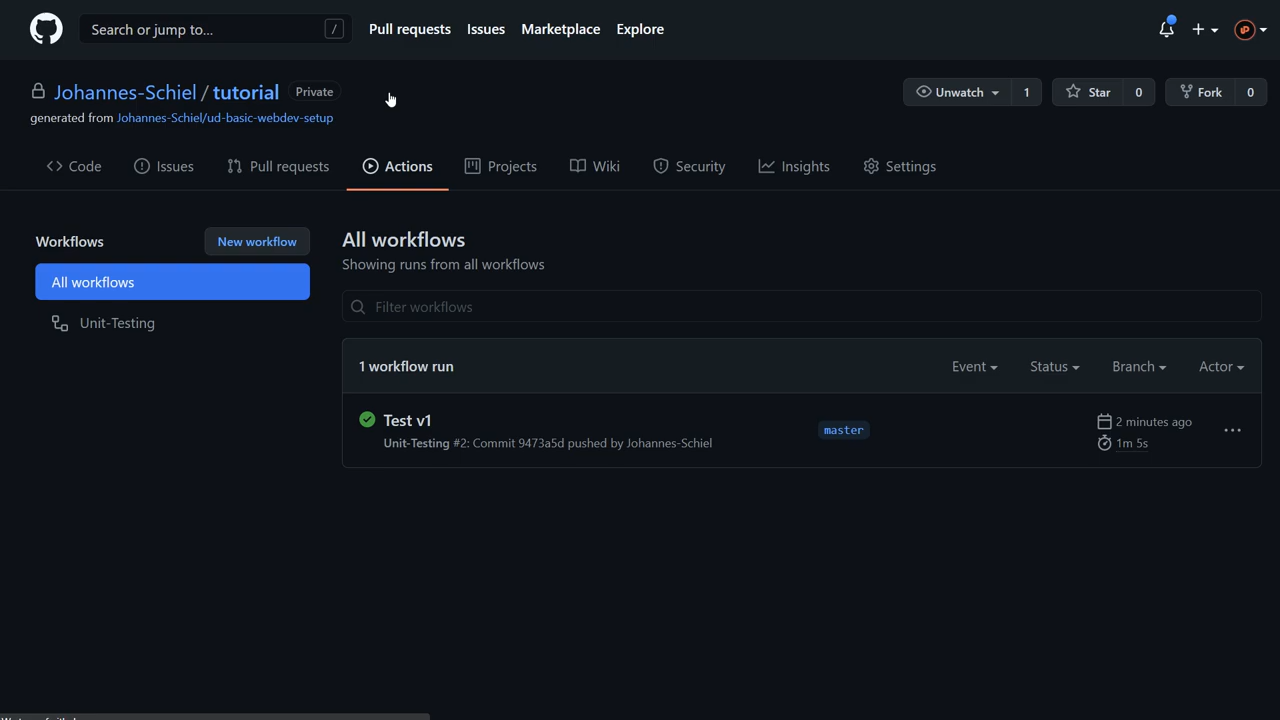 Search or jump to... /
Pull requests Issues Marketplace Explore
Johannes-Schiel / tutorial Private
generated from Johannes-Schiel/ud-basic-webdev-setup
Unwatch 1 Star 0 Fork 0
Code Issues Pull requests Actions Projects Wiki Security Insights Settings
Workflows New workflow
All workflows
Unit-Testing
All workflows
Showing runs from all workflows
Filter workflows
1 workflow run Event Status Branch Actor
Test v1
Unit-Testing #2: Commit 9473a5d pushed by Johannes-Schiel
master
2 minutes ago
1m 5s